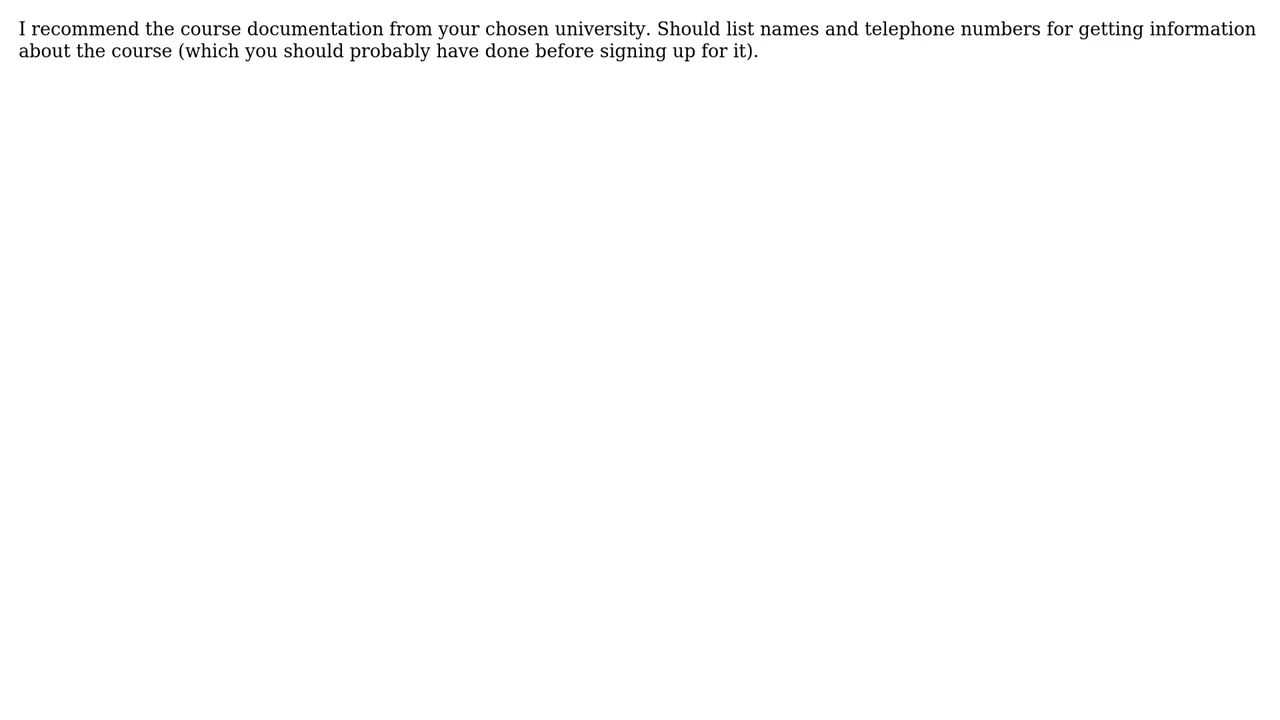 I recommend the course documentation from your chosen university. Should list names and telephone numbers for getting information
about the course (which you should probably have done before signing up for it).